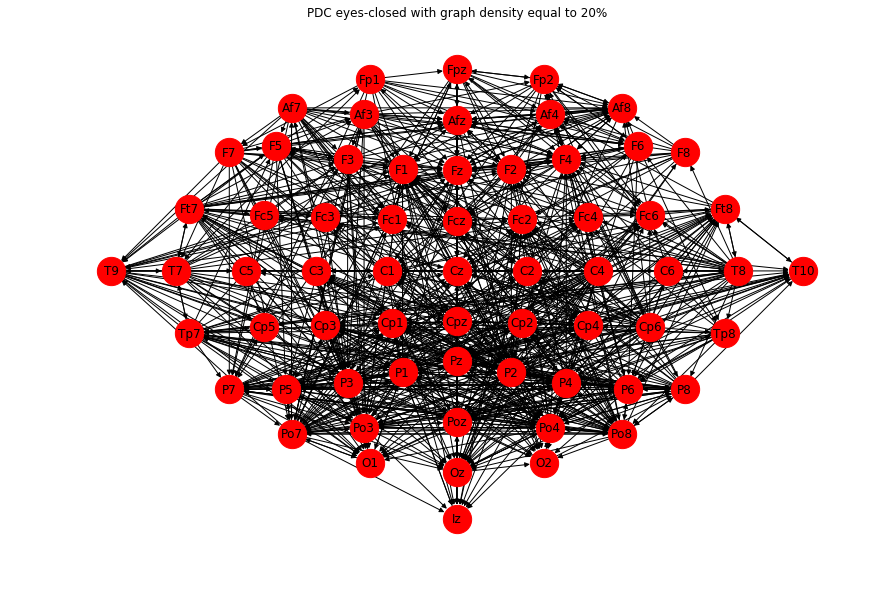 PDC eyes-closed with graph density equal to 20%
Fp1 Fpz Fp2
Af7 Af3 Afz Af4 Af8
F7 F5 F3 F1 Fz F2 F4 F6 F8
Ft7 Fc5 Fc3 Fc1 Fcz Fc2 Fc4 Fc6 Ft8
T9 T7 C5 C3 C1 Cz C2 C4 C6 T8 T10
Tp7 Cp5 Cp3 Cp1 Cpz Cp2 Cp4 Cp6 Tp8
P7 P5 P3 P1 Pz P2 P4 P6 P8
Po7 Po3 Poz Po4 Po8
O1 Oz O2
Iz